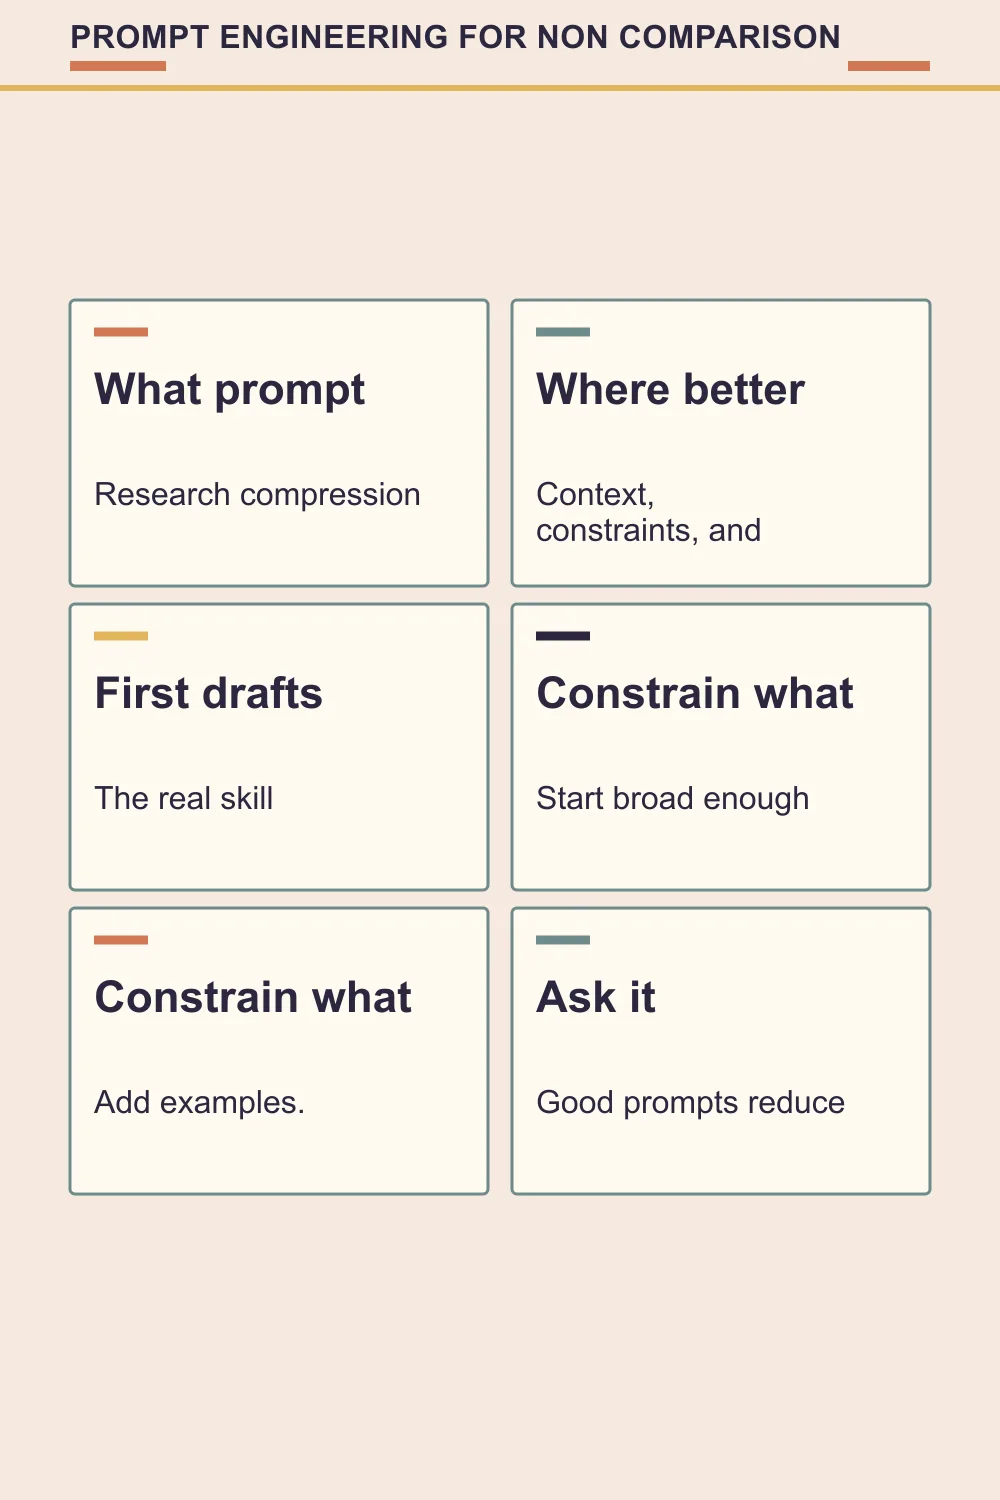 PROMPT ENGINEERING FOR NON COMPARISON
What prompt
Research compression
Where better
Context,
constraints, and
First drafts
The real skill
Constrain what
Start broad enough
Constrain what
Add examples.
Ask it
Good prompts reduce